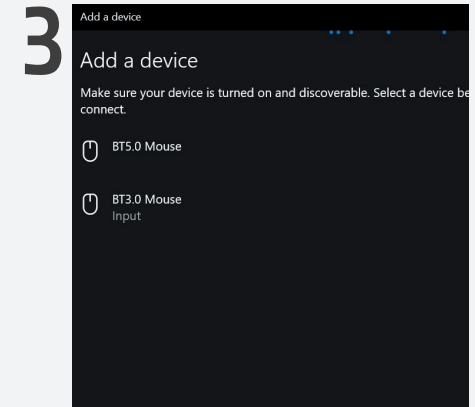 3
Add a device
Add a device
Make sure your device is turned on and discoverable. Select a device be
connect.
BT5.0 Mouse
BT3.0 Mouse
Input